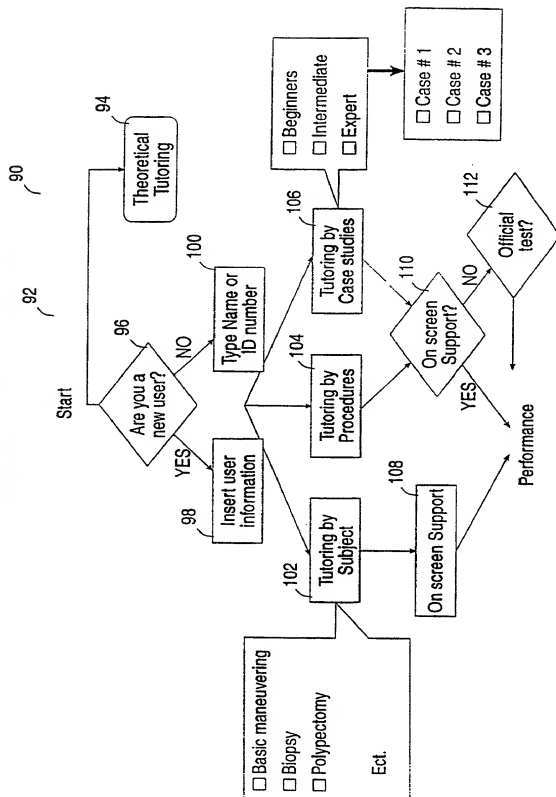 90
92
Start
94
Theoretical
Tutoring
96
Are you a
new user?
YES
NO
98
Insert user
information
100
Type Name or
ID number
102
Tutoring by
Subject
104
Tutoring by
Procedures
106
Tutoring by
Case studies
Basic maneuvering
Biopsy
Polypectomy
Ect.
Beginners
Intermediate
Expert
Case # 1
Case # 2
Case # 3
108
On screen Support
110
On screen
Support?
YES
NO
112
Official
test?
Performance